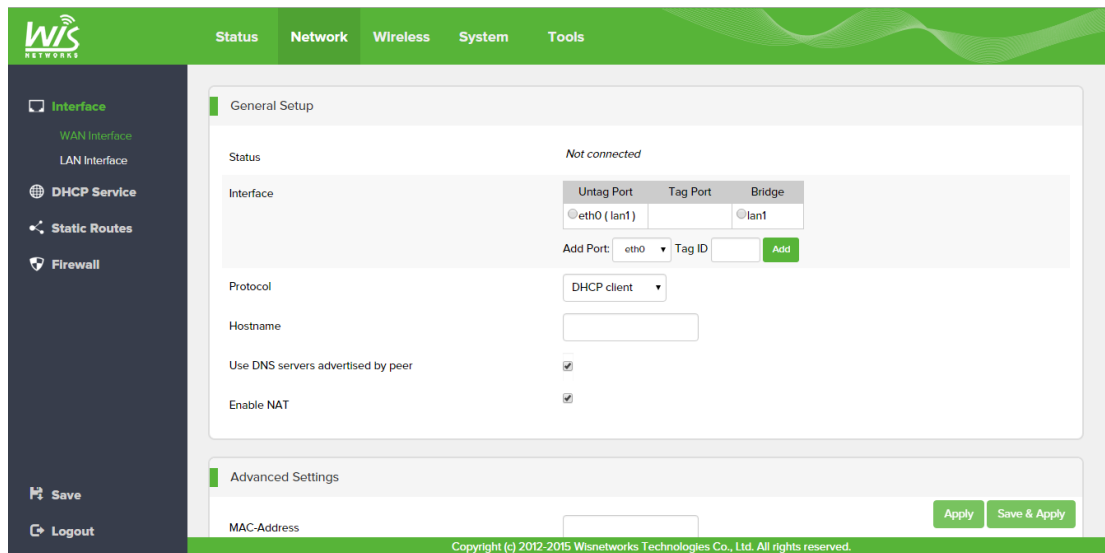 Wis
NETWORKS
Status Network Wireless System Tools
Interface
WAN Interface
LAN Interface
DHCP Service
Static Routes
Firewall
Save
Logout
General Setup
Status Not connected
Interface
Untag Port Tag Port Bridge
eth0 ( lan1 ) lan1
Add Port: eth0 Tag ID Add
Protocol DHCP client
Hostname
Use DNS servers advertised by peer
Enable NAT
Advanced Settings
MAC-Address
Apply Save & Apply
Copyright (c) 2012-2015 Wisnetworks Technologies Co., Ltd. All rights reserved.